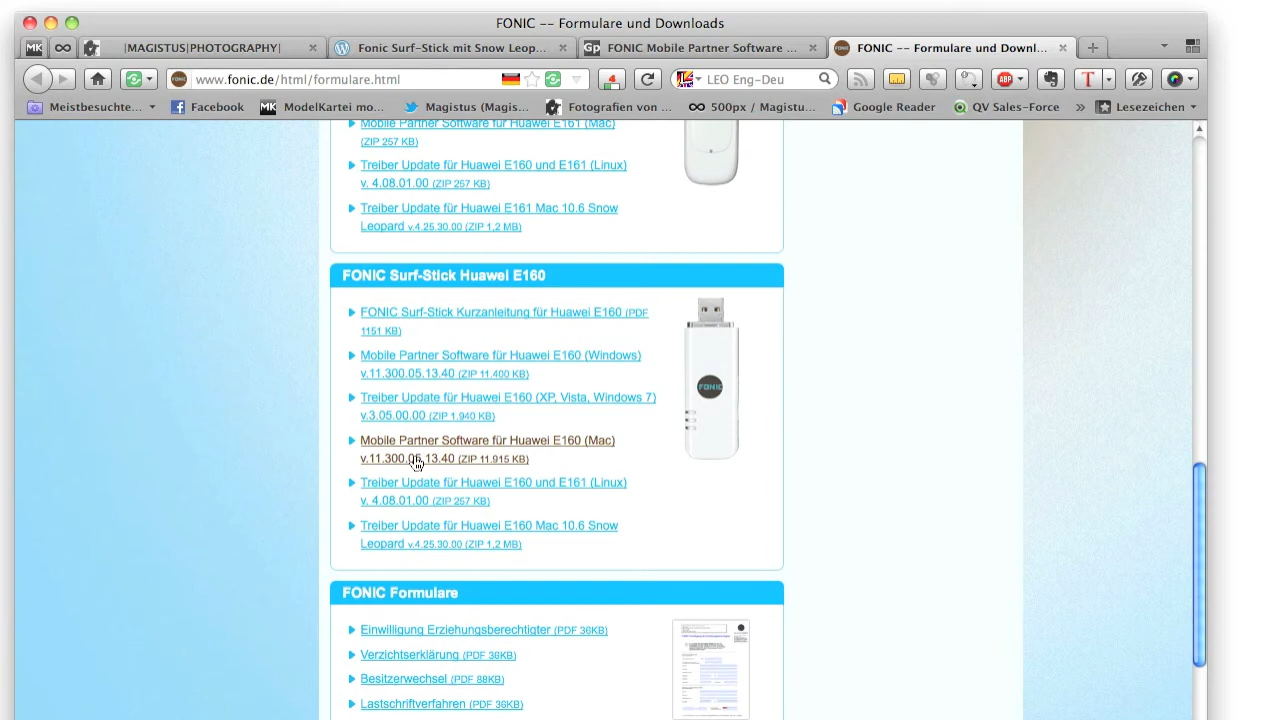 FONIC -- Formulare und Downloads
MK
|MAGISTUS|PHOTOGRAPHY|
Fonic Surf-Stick mit Snow Leop...
Gp
FONIC Mobile Partner Software ...
FONIC -- Formulare und Downl...
www.fonic.de/html/formulare.html
4
LEO Eng-Deu
ABP
T
Meistbesuchte...
Facebook
MK ModelKartei mo...
Magistus (Magis...
Fotografien von ...
500px / Magistu...
Google Reader
QV Sales-Force
»
Lesezeichen
Mobile Partner Software für Huawei E161 (Mac)
(ZIP 257 KB)
Treiber Update für Huawei E160 und E161 (Linux)
v. 4.08.01.00 (ZIP 257 KB)
Treiber Update für Huawei E161 Mac 10.6 Snow
Leopard v.4.25.30.00 (ZIP 1,2 MB)
FONIC Surf-Stick Huawei E160
FONIC Surf-Stick Kurzanleitung für Huawei E160 (PDF
1151 KB)
Mobile Partner Software für Huawei E160 (Windows)
v.11.300.05.13.40 (ZIP 11.400 KB)
Treiber Update für Huawei E160 (XP, Vista, Windows 7)
v.3.05.00.00 (ZIP 1.940 KB)
Mobile Partner Software für Huawei E160 (Mac)
v.11.300.05.13.40 (ZIP 11.915 KB)
Treiber Update für Huawei E160 und E161 (Linux)
v. 4.08.01.00 (ZIP 257 KB)
Treiber Update für Huawei E160 Mac 10.6 Snow
Leopard v.4.25.30.00 (ZIP 1,2 MB)
FONIC
FONIC Formulare
Einwilligung Erziehungsberechtigter (PDF 36KB)
Verzichtserklärung (PDF 36KB)
Besitzerwechsel (PDF 88KB)
Lastschriftverfahren (PDF 36KB)